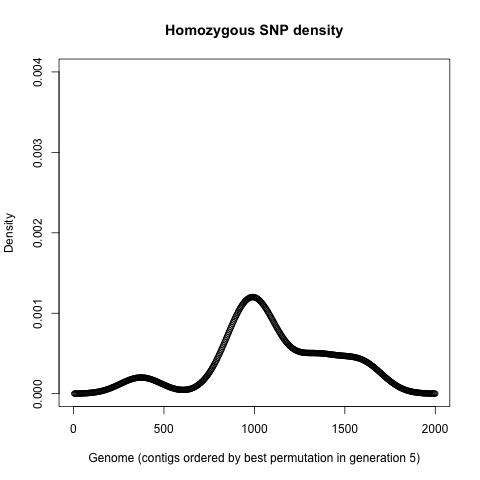 Homozygous SNP density
0.004
0.003
0.002
0.001
0.000
Density
0 500 1000 1500 2000
Genome (contigs ordered by best permutation in generation 5)